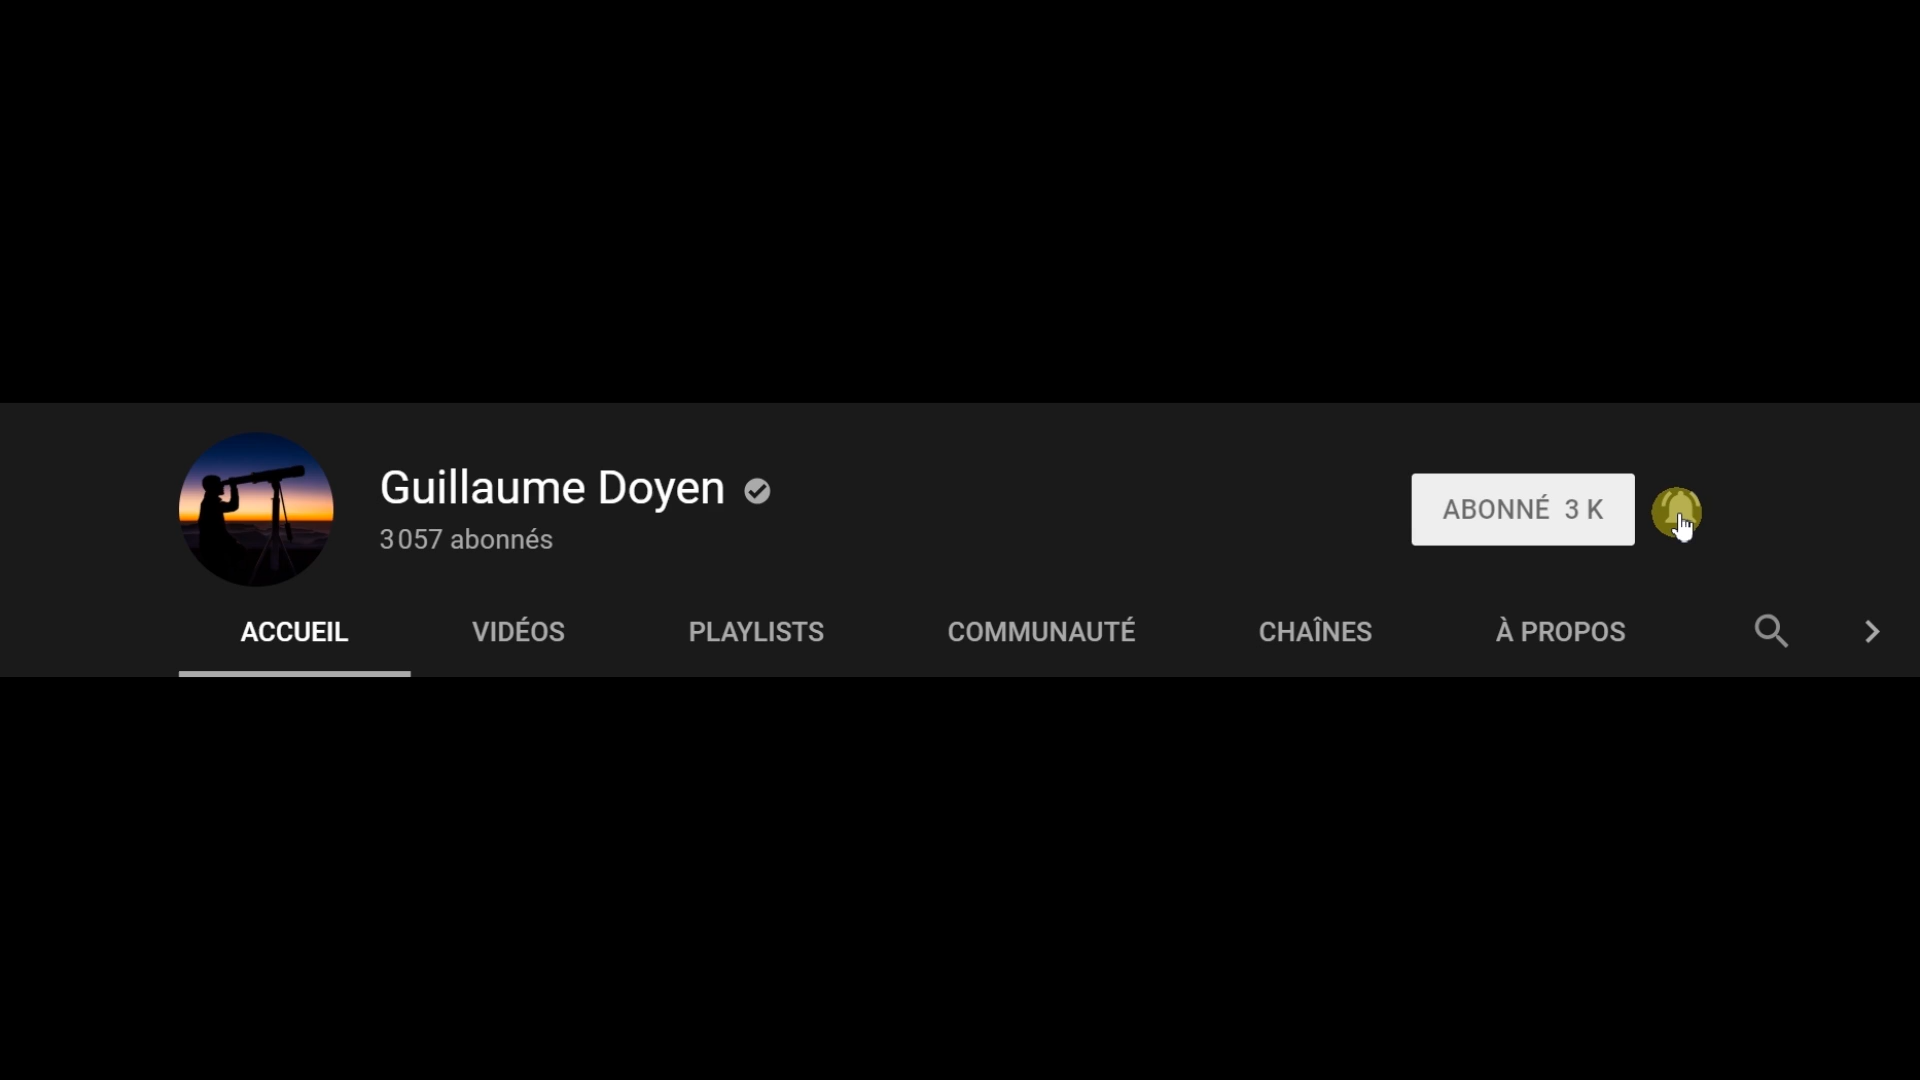 Guillaume Doyen
3 057 abonnés
ABONNÉ 3 K
ACCUEIL VIDÉOS PLAYLISTS COMMUNAUTÉ CHAÎNES À PROPOS